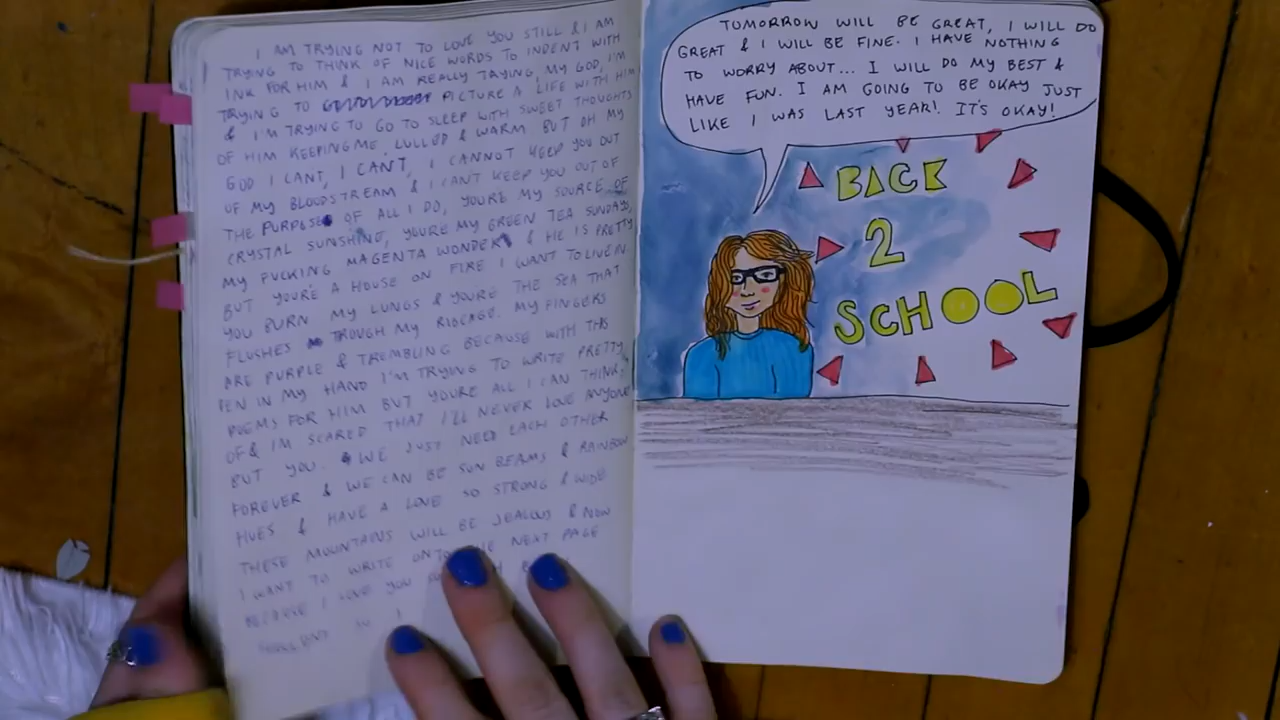 I AM TRYING NOT TO LOVE YOU STILL & I AM
TRYING TO THINK OF NICE WORDS TO INDENT WITH
INK FOR HIM & I AM REALLY TRYING, MY GOD, I'M
TRYING TO PICTURE A LIFE WITH HIM
& I'M TRYING TO GO TO SLEEP WITH SWEET THOUGHTS
OF HIM KEEPING ME LULLED & WARM BUT OH MY
GOD I CANT, I CANT, I CANNOT KEEP YOU OUT
OF MY BLOODSTREAM & I CAN'T KEEP YOU OUT OF
THE PURPOSE OF ALL I DO, YOU'RE MY SOURCE OF
CRYSTAL SUNSHINE, YOU'RE MY GREEN TEA SUNDAYS,
MY FUCKING MAGENTA WONDER & HE IS PRETTY
BUT YOU'RE A HOUSE ON FIRE I WANT TO LIVE IN
YOU BURN MY LUNGS & YOU'RE THE SEA THAT
FLUSHES TROUGH MY RIBCAGE. MY FINGERS
ARE PURPLE & TREMBLING BECAUSE WITH THIS
PEN IN MY HAND I'M TRYING TO WRITE PRETTY
POEMS FOR HIM BUT YOU'RE ALL I CAN THINK
OF & I'M SCARED THAT I'LL NEVER LOVE ANYONE
BUT YOU. WE JUST NEED EACH OTHER
FOREVER & WE CAN BE SUN BEAMS & RAINBOW
HUES & HAVE A LOVE SO STRONG & WIDE
THESE MOUNTAINS WILL BE JEALOUS & NOW
I WANT TO WRITE ONTO THE NEXT PAGE
BECAUSE I LOVE YOU
TOMORROW WILL BE GREAT, I WILL DO
GREAT & I WILL BE FINE. I HAVE NOTHING
TO WORRY ABOUT... I WILL DO MY BEST &
HAVE FUN. I AM GOING TO BE OKAY JUST
LIKE I WAS LAST YEAR! IT'S OKAY!
BACK
2
SCHOOL